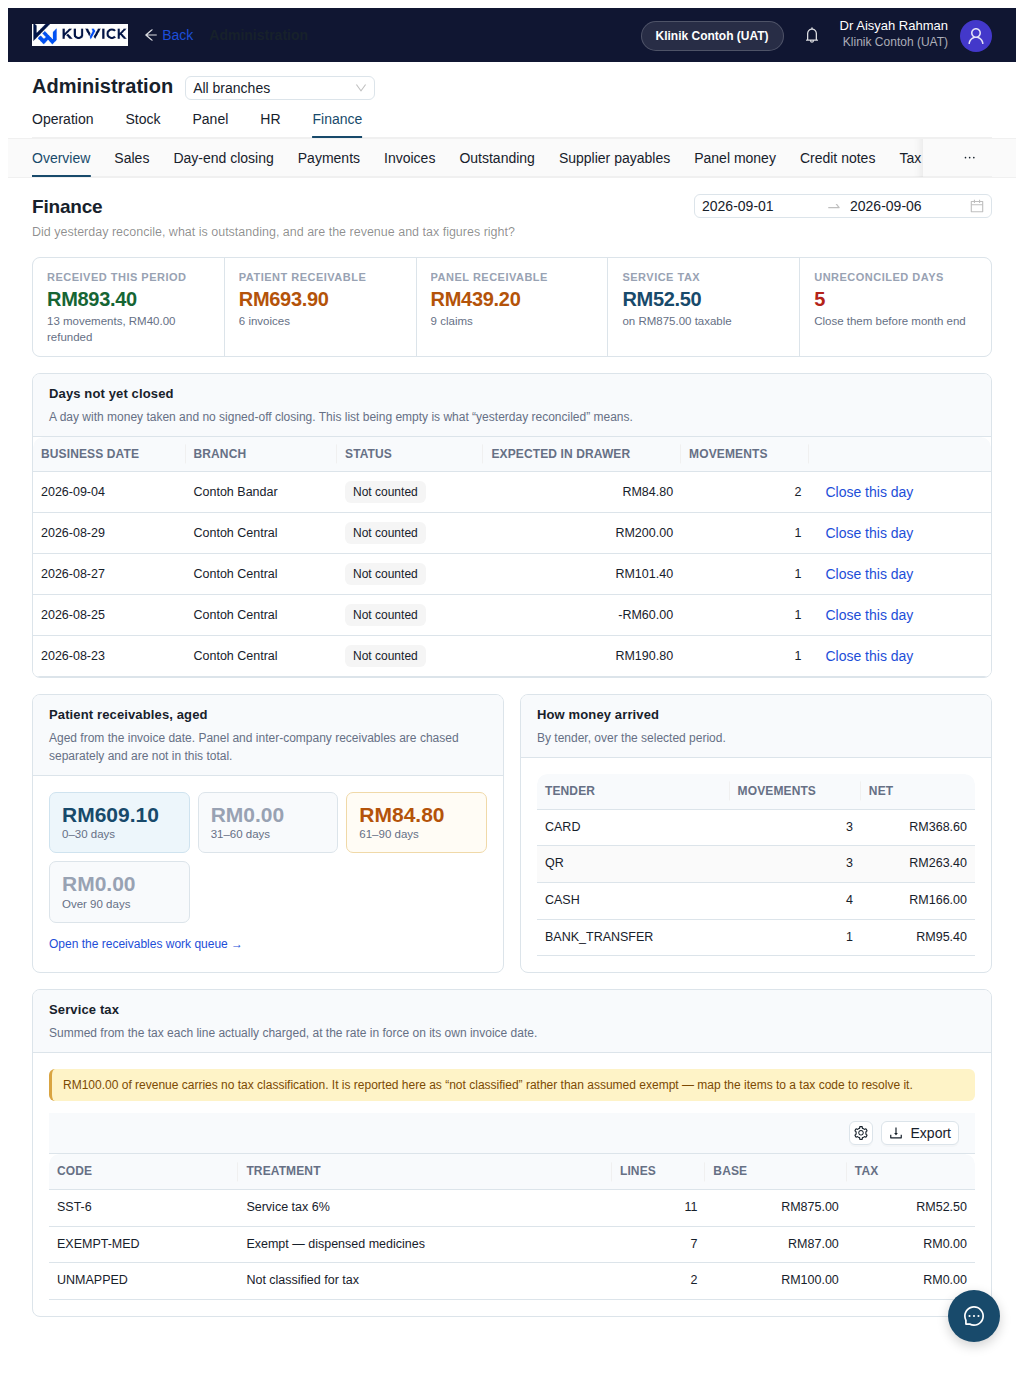 KUVVICK
Back
Administration
Klinik Contoh (UAT)
Dr Aisyah Rahman
Klinik Contoh (UAT)
Administration
All branches
Operation Stock Panel HR Finance
Overview Sales Day-end closing Payments Invoices Outstanding Supplier payables Panel money Credit notes Tax ...
Finance
2026-09-01 → 2026-09-06
Did yesterday reconcile, what is outstanding, and are the revenue and tax figures right?
RECEIVED THIS PERIOD
RM893.40
13 movements, RM40.00
refunded
PATIENT RECEIVABLE
RM693.90
6 invoices
PANEL RECEIVABLE
RM439.20
9 claims
SERVICE TAX
RM52.50
on RM875.00 taxable
UNRECONCILED DAYS
5
Close them before month end
Days not yet closed
A day with money taken and no signed-off closing. This list being empty is what “yesterday reconciled” means.
BUSINESS DATE BRANCH STATUS EXPECTED IN DRAWER MOVEMENTS
2026-09-04 Contoh Bandar Not counted RM84.80 2 Close this day
2026-08-29 Contoh Central Not counted RM200.00 1 Close this day
2026-08-27 Contoh Central Not counted RM101.40 1 Close this day
2026-08-25 Contoh Central Not counted -RM60.00 1 Close this day
2026-08-23 Contoh Central Not counted RM190.80 1 Close this day
Patient receivables, aged
Aged from the invoice date. Panel and inter-company receivables are chased
separately and are not in this total.
RM609.10
0–30 days
RM0.00
31–60 days
RM84.80
61–90 days
RM0.00
Over 90 days
Open the receivables work queue →
How money arrived
By tender, over the selected period.
TENDER MOVEMENTS NET
CARD 3 RM368.60
QR 3 RM263.40
CASH 4 RM166.00
BANK_TRANSFER 1 RM95.40
Service tax
Summed from the tax each line actually charged, at the rate in force on its own invoice date.
RM100.00 of revenue carries no tax classification. It is reported here as “not classified” rather than assumed exempt — map the items to a tax code to resolve it.
Export
CODE TREATMENT LINES BASE TAX
SST-6 Service tax 6% 11 RM875.00 RM52.50
EXEMPT-MED Exempt — dispensed medicines 7 RM87.00 RM0.00
UNMAPPED Not classified for tax 2 RM100.00 RM0.00